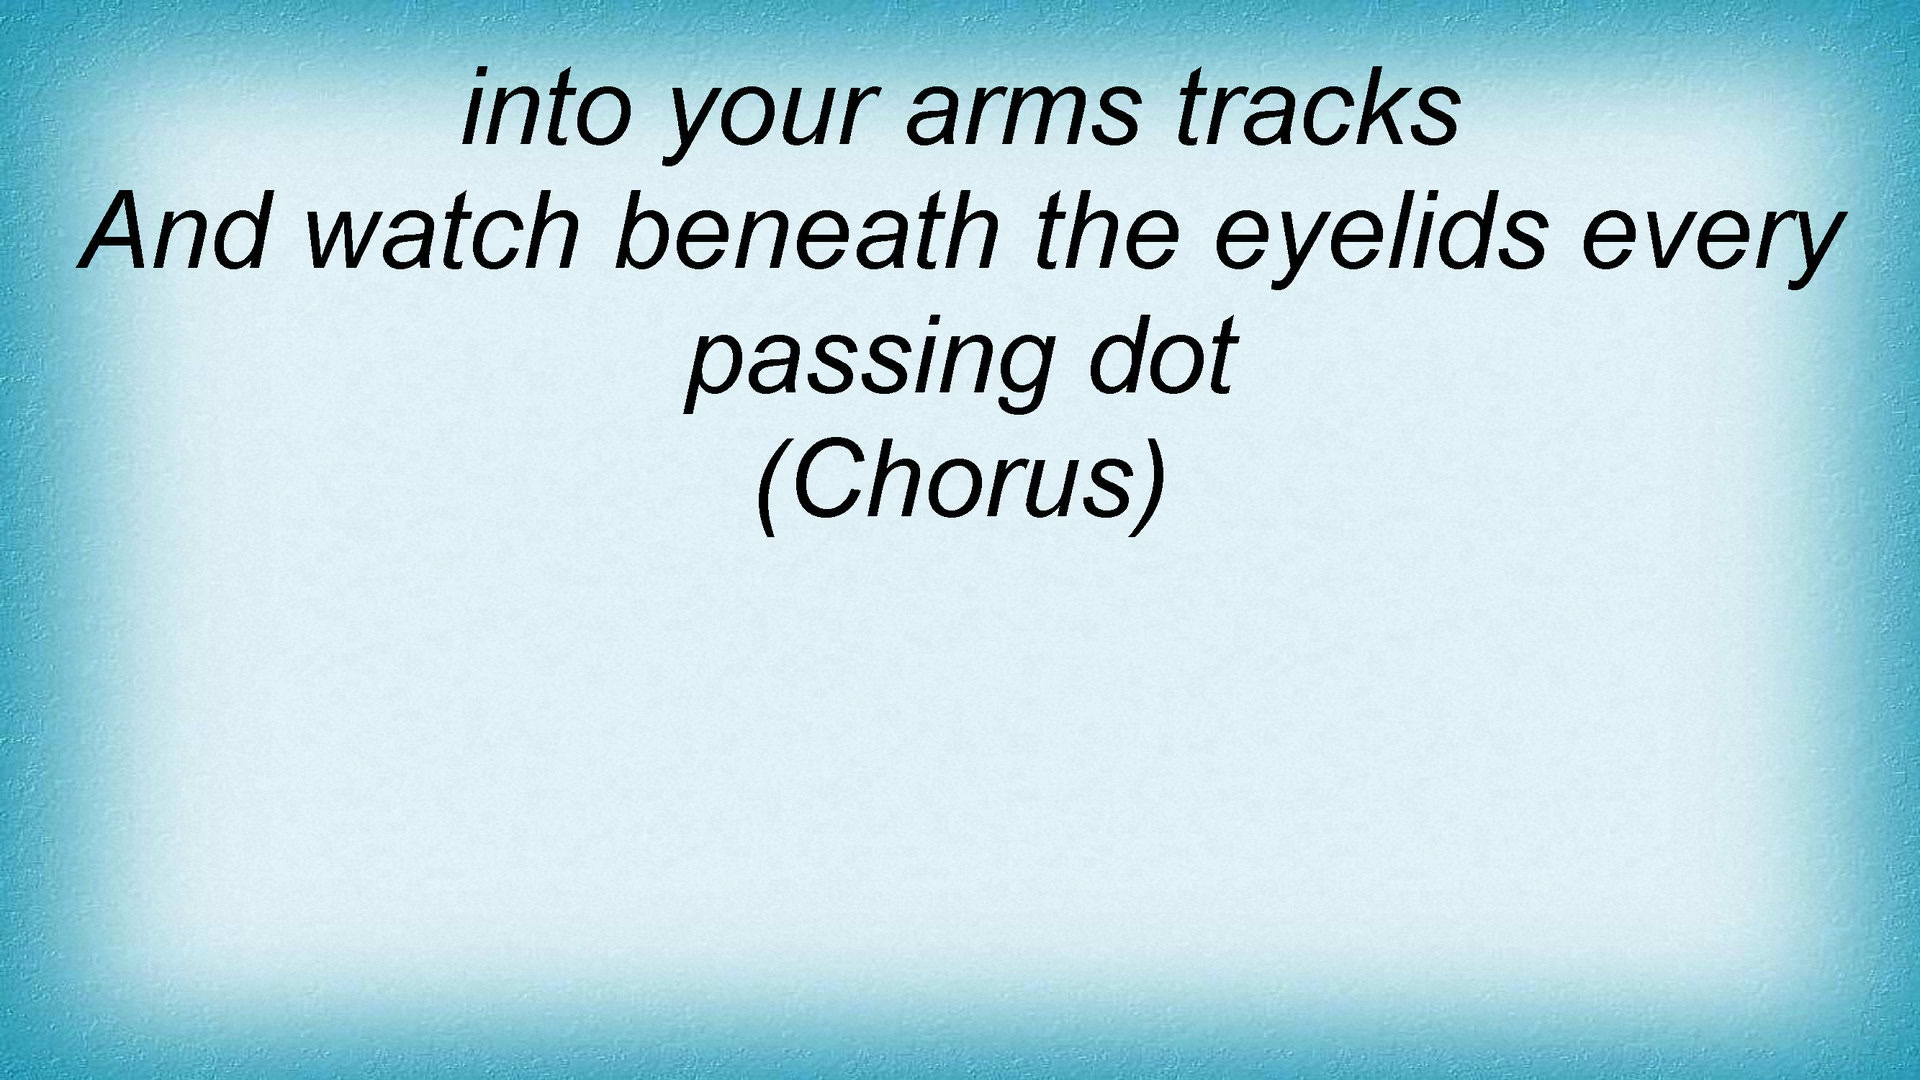 into your arms tracks
And watch beneath the eyelids every
passing dot
(Chorus)